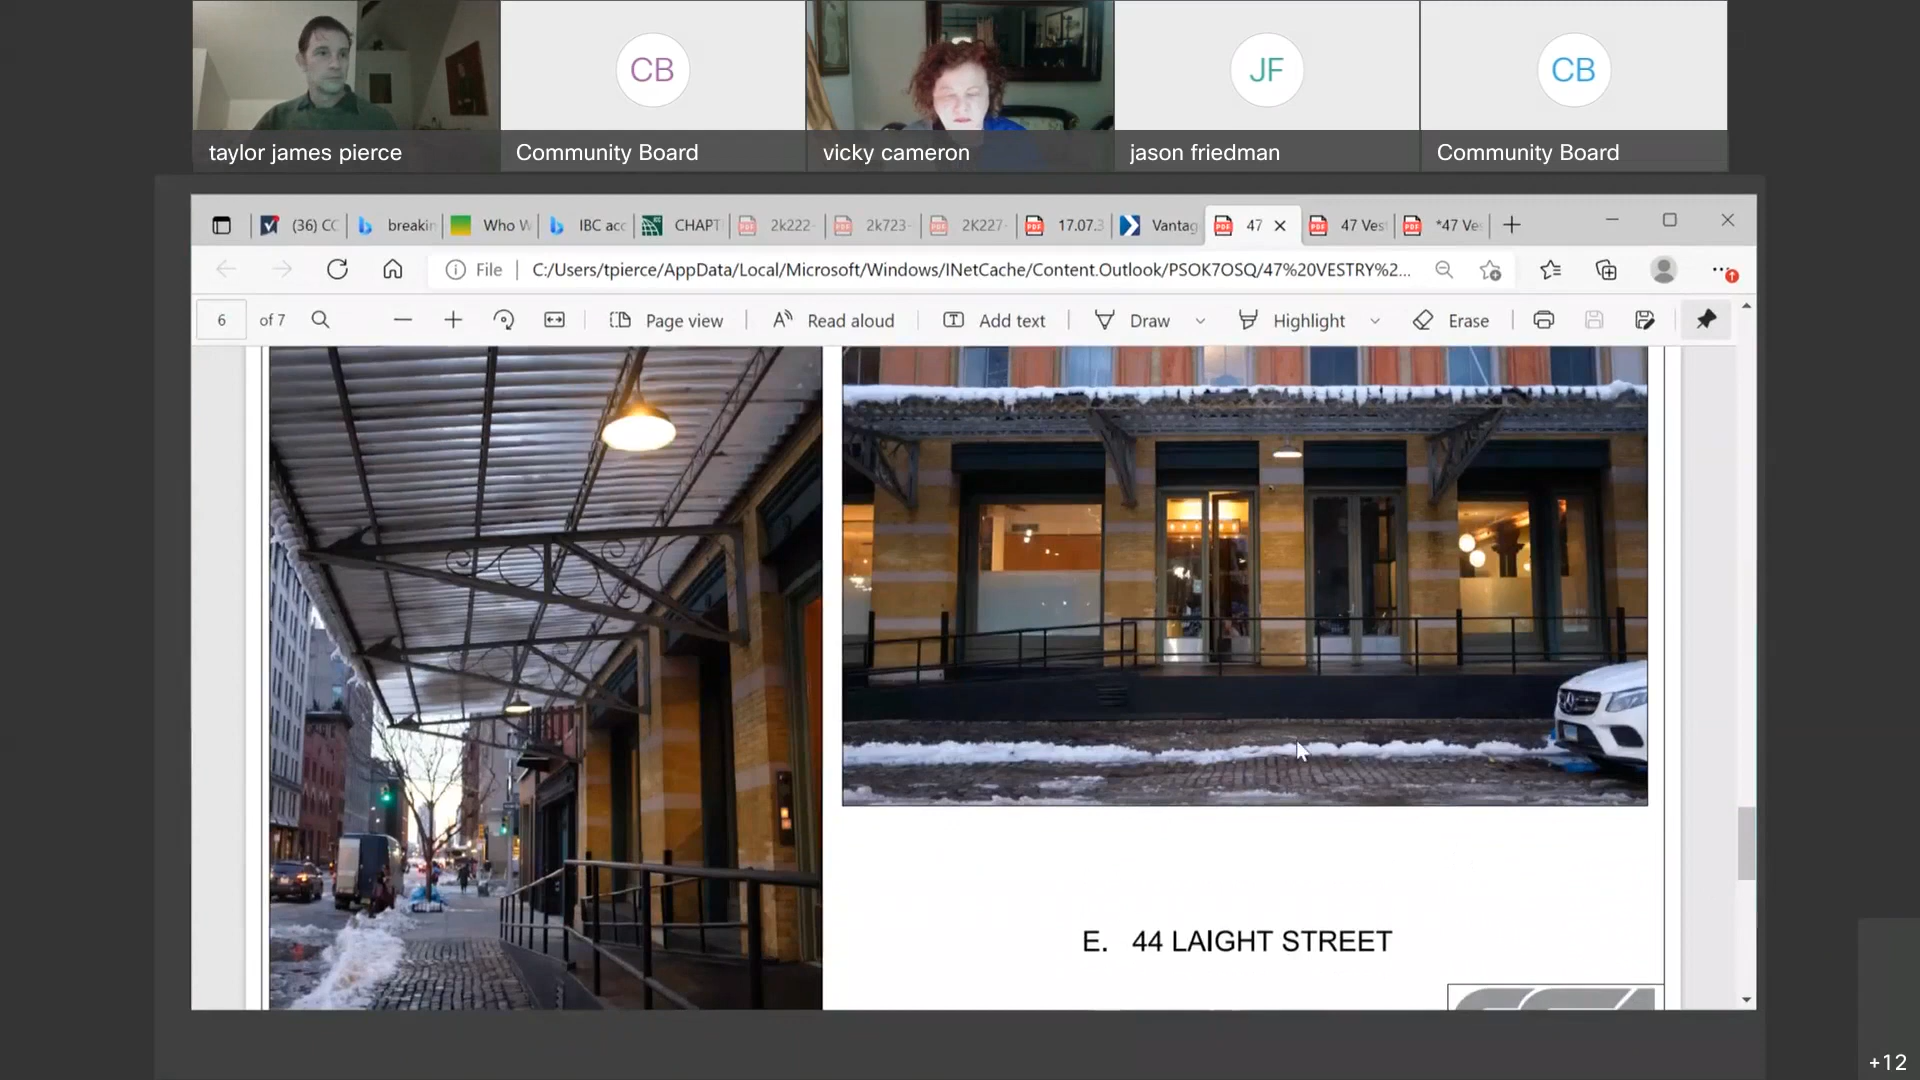 CB
JF
CB
taylor james pierce
Community Board
vicky cameron
jason friedman
Community Board
(36) CC
breakin
Who W
IBC acc
CHAPT
2k222-
2k723-
2K227-
17.07.3
Vantag
47
47 Ves
*47 Ves
File
C:/Users/tpierce/AppData/Local/Microsoft/Windows/INetCache/Content.Outlook/PSOK7OSQ/47%20VESTRY%2...
6 of 7
Page view
Read aloud
Add text
Draw
Highlight
Erase
E. 44 LAIGHT STREET
+12